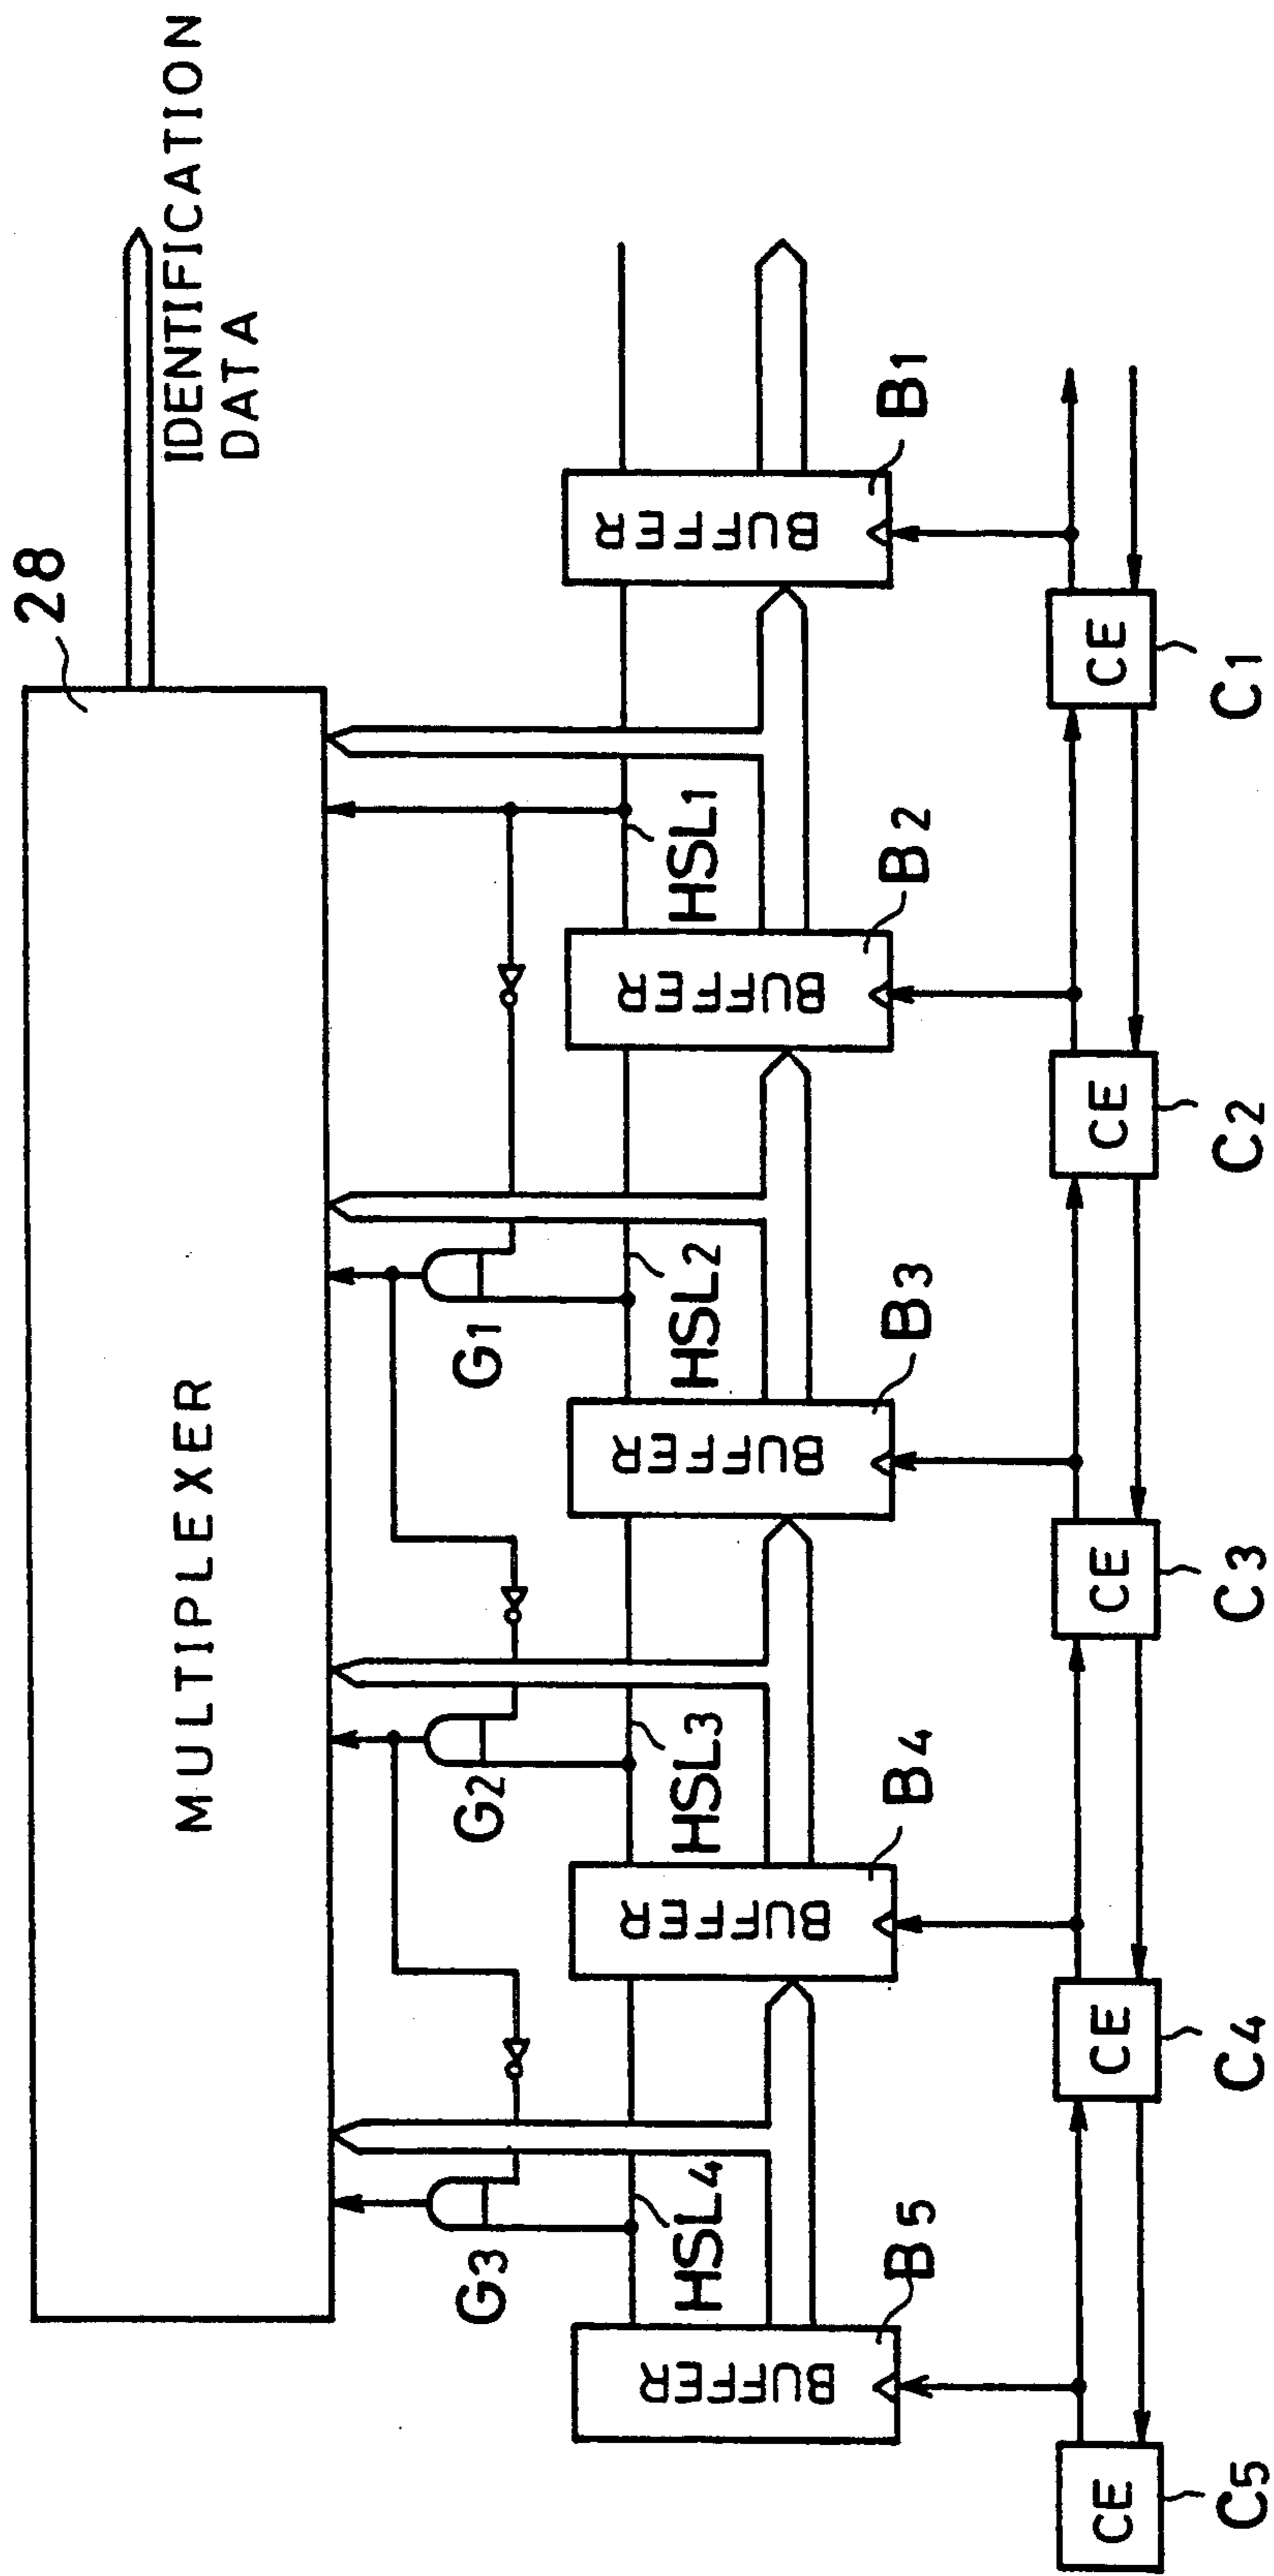 28
MULTIPLEXER
IDENTIFICATION
DATA
G3
G2
G1
HSL4
HSL3
HSL2
HSL1
BUFFER
BUFFER
BUFFER
BUFFER
BUFFER
B5
B4
B3
B2
B1
CE
CE
CE
CE
CE
C5
C4
C3
C2
C1